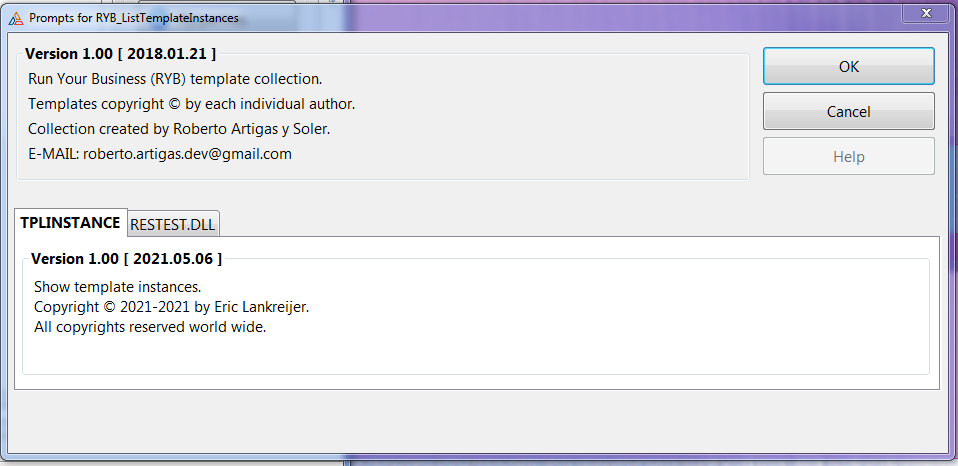 Prompts for RYB_ListTemplateInstances
Version 1.00 [ 2018.01.21 ]
Run Your Business (RYB) template collection.
Templates copyright © by each individual author.
Collection created by Roberto Artigas y Soler.
E-MAIL: roberto.artigas.dev@gmail.com
OK
Cancel
Help
TPLINSTANCE
RESTEST.DLL
Version 1.00 [ 2021.05.06 ]
Show template instances.
Copyright © 2021-2021 by Eric Lankreijer.
All copyrights reserved world wide.